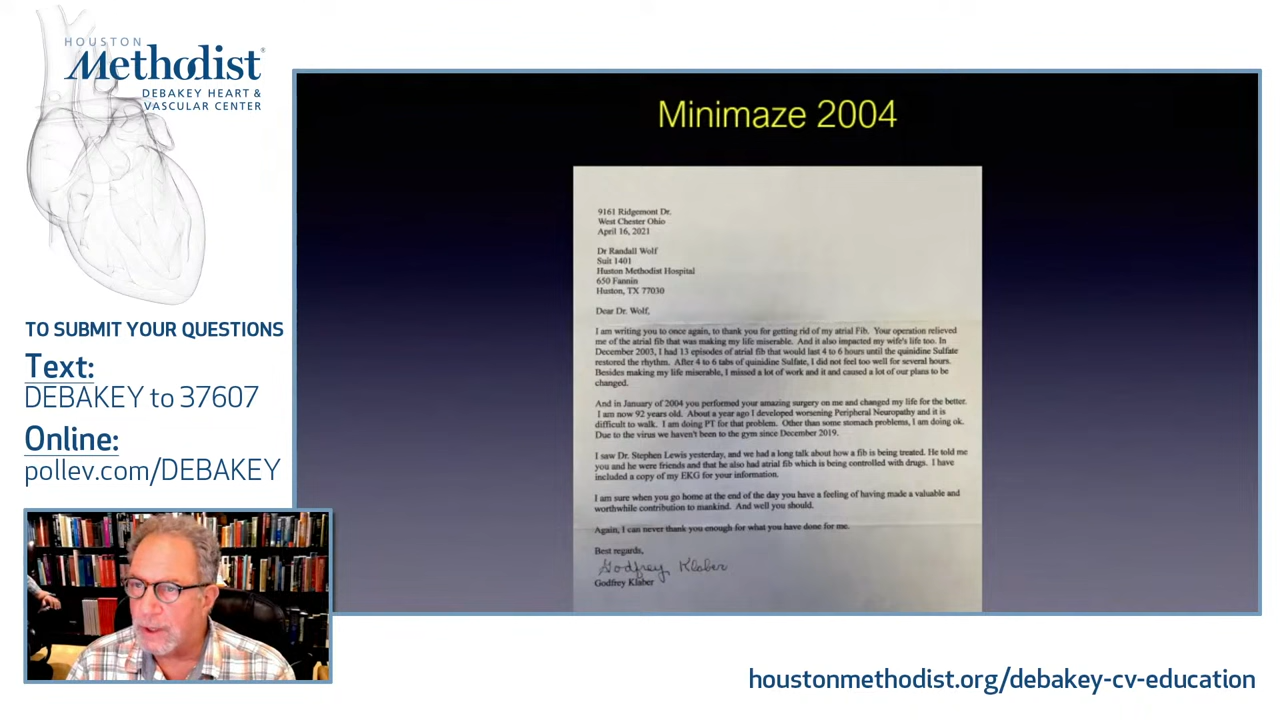 HOUSTON
Methodist
DEBAKEY HEART &
VASCULAR CENTER
TO SUBMIT YOUR QUESTIONS
Text:
DEBAKEY to 37607
Online:
pollev.com/DEBAKEY
Minimaze 2004
9161 Ridgemont Dr.
West Chester Ohio
April 16, 2021
Dr Randall Wolf
Suit 1401
Huston Methodist Hospital
650 Fannin
Huston, TX 77030
Dear Dr. Wolf,
I am writing you to once again, to thank you for getting rid of my atrial Fib. Your operation relieved
me of the atrial fib that was making my life miserable. And it also impacted my wife's life too. In
December 2003, I had 13 episodes of atrial fib that would last 4 to 6 hours until the quinidine Sulfate
restored the rhythm. After 4 to 6 tabs of quinidine Sulfate, I did not feel too well for several hours.
Besides making my life miserable, I missed a lot of work and it and caused a lot of our plans to be
changed.
And in January of 2004 you performed your amazing surgery on me and changed my life for the better.
I am now 92 years old. About a year ago I developed worsening Peripheral Neuropathy and it is
difficult to walk. I am doing PT for that problem. Other than some stomach problems, I am doing ok.
Due to the virus we haven't been to the gym since December 2019.
I saw Dr. Stephen Lewis yesterday, and we had a long talk about how a fib is being treated. He told me
you and he were friends and that he also had atrial fib which is being controlled with drugs. I have
included a copy of my EKG for your information.
I am sure when you go home at the end of the day you have a feeling of having made a valuable and
worthwhile contribution to mankind. And well you should.
Again, I can never thank you enough for what you have done for me.
Best regards,
Godfrey Klaber
Godfrey Klaber
houstonmethodist.org/debakey-cv-education